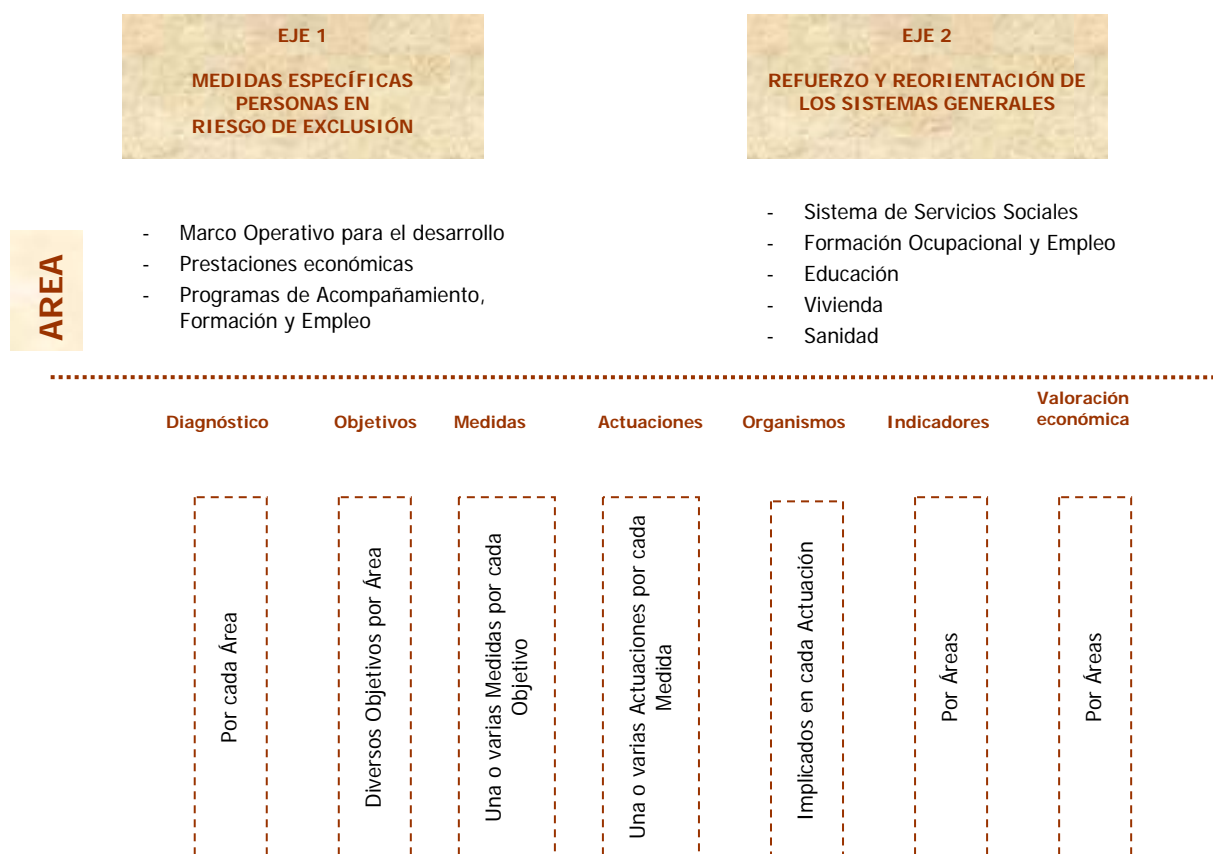 EJE 1
MEDIDAS ESPECÍFICAS
PERSONAS EN
RIESGO DE EXCLUSIÓN
EJE 2
REFUERZO Y REORIENTACIÓN DE
LOS SISTEMAS GENERALES
AREA
- Marco Operativo para el desarrollo
- Prestaciones económicas
- Programas de Acompañamiento,
Formación y Empleo
- Sistema de Servicios Sociales
- Formación Ocupacional y Empleo
- Educación
- Vivienda
- Sanidad
Diagnóstico
Objetivos
Medidas
Actuaciones
Organismos
Indicadores
Valoración
económica
Por cada Área
Diversos Objetivos por Área
Una o varias Medidas por cada
Objetivo
Una o varias Actuaciones por cada
Medida
Implicados en cada Actuación
Por Áreas
Por Áreas